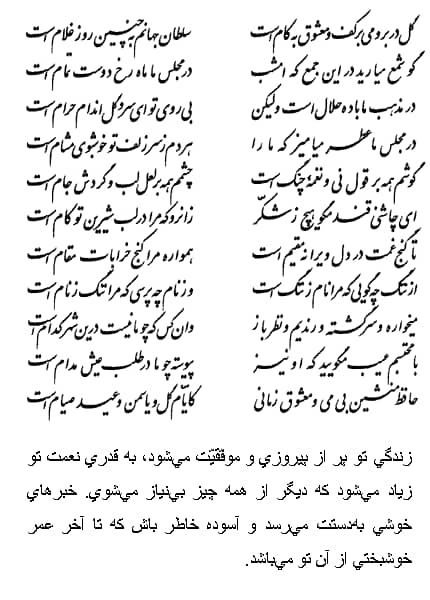 گل در بر و می بر کف و معشوق به کام است سلطان جهانم به چنین روز غلام است
گو شمع میارید در این جمع که امشب در مجلس ما ماه رخ دوست تمام است
در مذهب ما باده حلال است ولیکن بی روی تو ای سرو گل اندام حرام است
در مجلس ما عطر میامیز که ما را هر دم ز سر زلف تو خوشبوی مشام است
گوشم همه بر قول نی و نغمهٔ چنگ است چشمم همه بر لعل لب و گردش جام است
ای چاشنی قند مگو هیچ ز شکّر زانرو که مرا در لب شیرین تو کام است
تا گنج غمت در دل ویرانه مقیم است همواره مرا کنج خرابات مقام است
از ننگ چه گویی که مرا نام ز ننگ است وز نام چه پرسی که مرا ننگ ز نام است
میخواره و سرگشته و رندیم و نظرباز وان کس که چو ما نیست درین شهر کدام است
با محتسبم عیب مگویید که او نیز پیوسته چو ما در طلب عیش مدام است
حافظ منشین بی می و معشوق زمانی کایّام گل و یاسمن و عید صیام است
زندگي تو پر از پيروزي و موفقيّت مي‌شود، به قدري نعمت تو
زياد مي‌شود كه ديگر از همه چيز بي‌نياز مي‌شوي. خبرهاي
خوشي به‌دستت مي‌رسد و آسوده خاطر باش كه تا آخر عمر
خوشبختي از آن تو مي‌باشد.